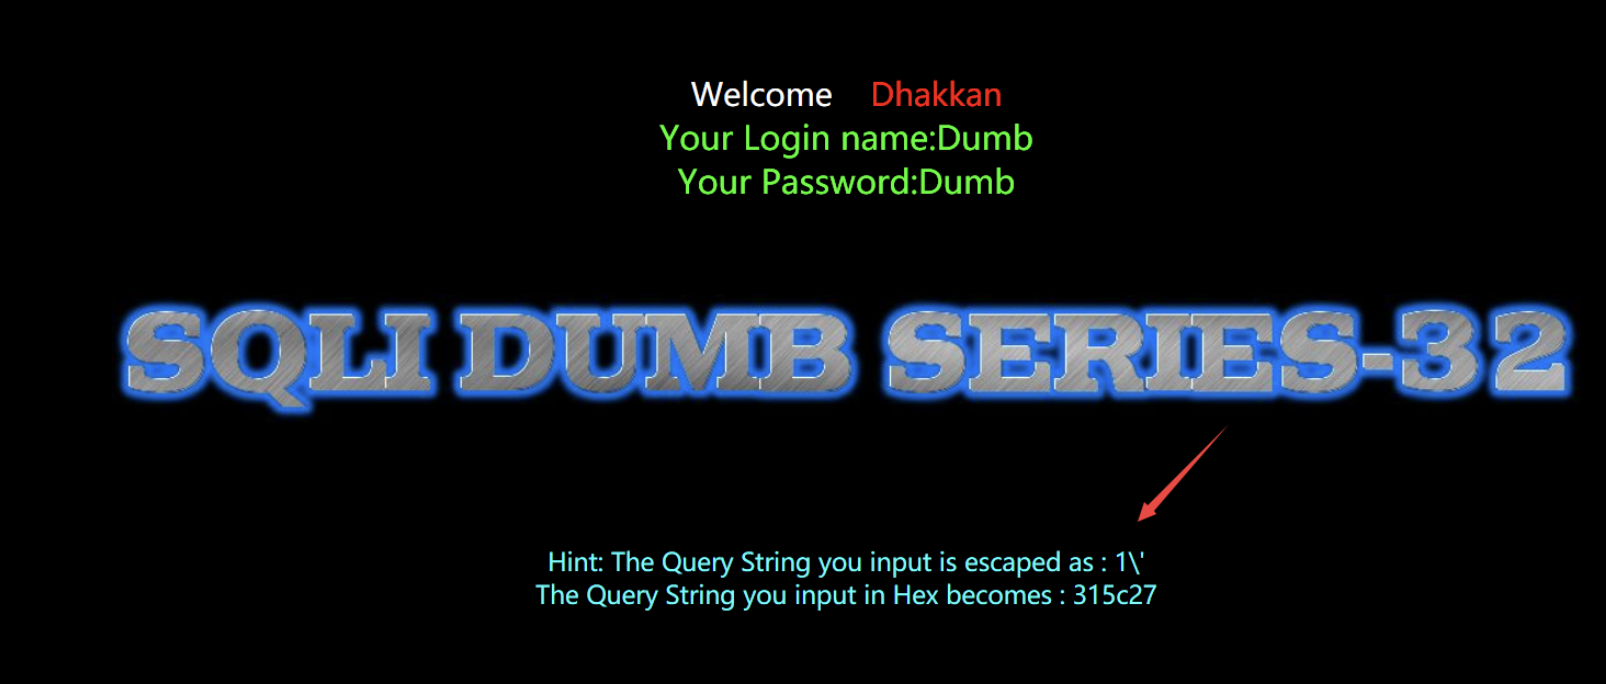 Welcome Dhakkan
Your Login name:Dumb
Your Password:Dumb
SQLI DUMB SERIES-32
Hint: The Query String you input is escaped as : 1\'
The Query String you input in Hex becomes : 315c27